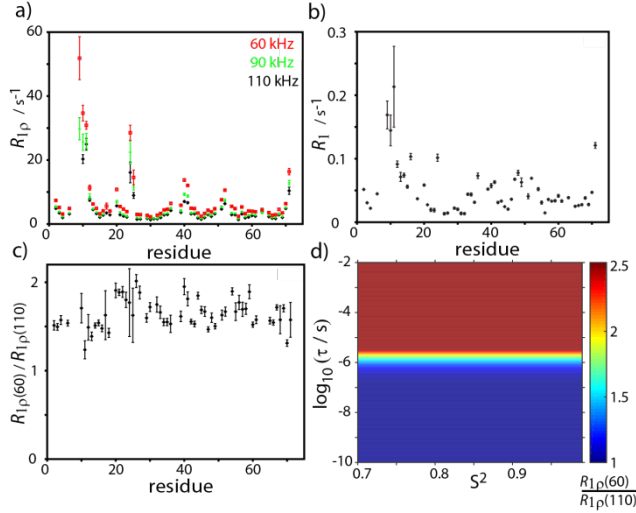 a)
R1ρ / s-1
60
40
20
0
60 kHz
90 kHz
110 kHz
0 20 40 60
residue
b)
R1 / s-1
0.3
0.2
0.1
0
0 20 40 60
residue
c)
R1ρ(60) / R1ρ(110)
2
1
0
0 20 40 60
residue
d)
log10 (τ / s)
-2
-4
-6
-8
-10
0.7 0.8 0.9
S2
2.5
2
1.5
1
R1ρ(60)
R1ρ(110)